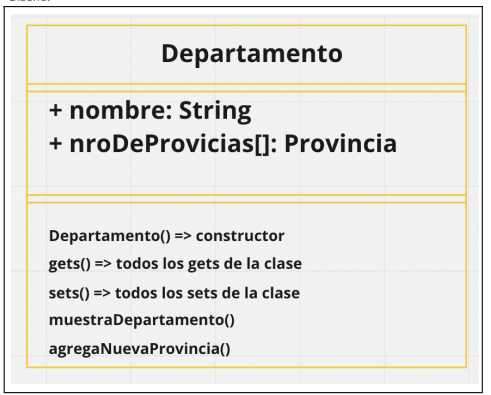 Departamento
+ nombre: String
+ nroDeProvicias[]: Provincia
Departamento() => constructor
gets() => todos los gets de la clase
sets() => todos los sets de la clase
muestraDepartamento()
agregaNuevaProvincia()